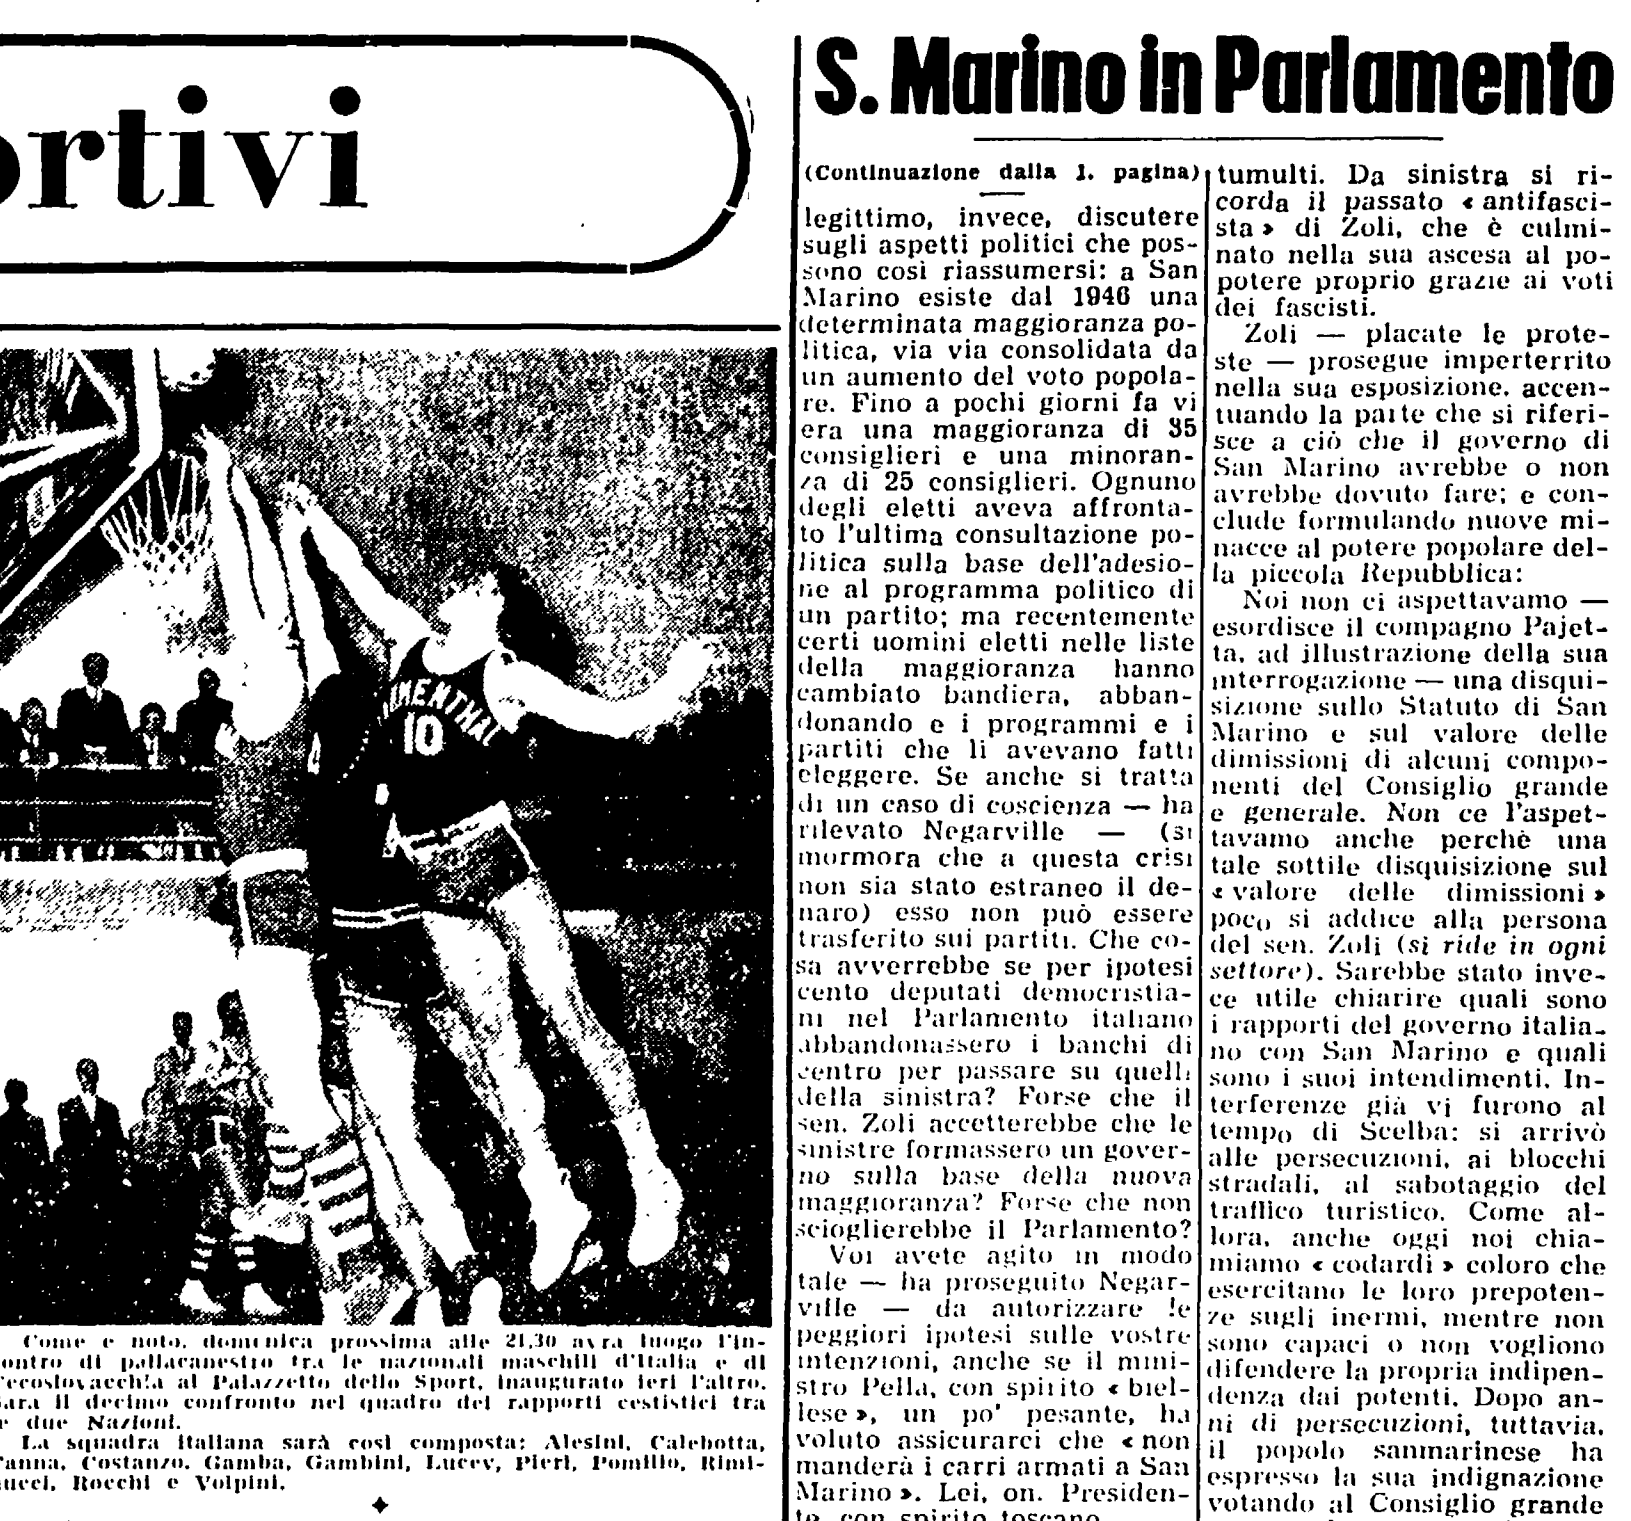 ortivi
MENTHAL
10
Come è noto, domenica prossima alle 21,30 avrà luogo l'in-
ontro di pallacanestro tra le nazionali maschili d'Italia e di
ecoslovacchia al Palazzetto dello Sport, inaugurato ieri l'altro.
ara il decimo confronto nel quadro dei rapporti cestistici tra
e due Nazioni.
La squadra italiana sarà così composta: Alesini, Calebotta,
anna, Costanzo, Gamba, Gambini, Lucev, Pieri, Pomilio, Rimi-
ucci, Rocchi e Volpini.
S. Marino in Parlamento
(Continuazione dalla 1. pagina)
legittimo, invece, discutere
sugli aspetti politici che pos-
sono così riassumersi: a San
Marino esiste dal 1946 una
determinata maggioranza po-
litica, via via consolidata da
un aumento del voto popola-
re. Fino a pochi giorni fa vi
era una maggioranza di 35
consiglieri e una minoran-
za di 25 consiglieri. Ognuno
degli eletti aveva affronta-
to l'ultima consultazione po-
litica sulla base dell'adesio-
ne al programma politico di
un partito; ma recentemente
certi uomini eletti nelle liste
della maggioranza hanno
cambiato bandiera, abban-
donando e i programmi e i
partiti che li avevano fatti
eleggere. Se anche si tratta
di un caso di coscienza — ha
rilevato Negarville — (si
mormora che a questa crisi
non sia stato estraneo il de-
naro) esso non può essere
trasferito sui partiti. Che co-
sa avverrebbe se per ipotesi
cento deputati democristia-
ni nel Parlamento italiano
abbandonassero i banchi di
centro per passare su quelli
della sinistra? Forse che il
sen. Zoli accetterebbe che le
sinistre formassero un gover-
no sulla base della nuova
maggioranza? Forse che non
scioglierebbe il Parlamento?
Voi avete agito in modo
tale — ha proseguito Negar-
ville — da autorizzare le
peggiori ipotesi sulle vostre
intenzioni, anche se il mini-
stro Pella, con spirito « biel-
lese », un po' pesante, ha
voluto assicurarci che « non
manderà i carri armati a San
Marino ». Lei, on. Presiden-
te, con spirito toscano
tumulti. Da sinistra si ri-
corda il passato « antifasci-
sta » di Zoli, che è culmi-
nato nella sua ascesa al po-
potere proprio grazie ai voti
dei fascisti.
Zoli — placate le prote-
ste — prosegue imperterrito
nella sua esposizione, accen-
tuando la parte che si riferi-
sce a ciò che il governo di
San Marino avrebbe o non
avrebbe dovuto fare; e con-
clude formulando nuove mi-
nacce al potere popolare del-
la piccola Repubblica:
Noi non ci aspettavamo —
esordisce il compagno Pajet-
ta, ad illustrazione della sua
interrogazione — una disqui-
sizione sullo Statuto di San
Marino e sul valore delle
dimissioni di alcuni compo-
nenti del Consiglio grande
e generale. Non ce l'aspet-
tavamo anche perchè una
tale sottile disquisizione sul
« valore delle dimissioni »
poco si addice alla persona
del sen. Zoli (si ride in ogni
settore). Sarebbe stato inve-
ce utile chiarire quali sono
i rapporti del governo italia-
no con San Marino e quali
sono i suoi intendimenti. In-
terferenze già vi furono al
tempo di Scelba: si arrivò
alle persecuzioni, ai blocchi
stradali, al sabotaggio del
traffico turistico. Come al-
lora, anche oggi noi chia-
miamo « codardi » coloro che
esercitano le loro prepoten-
ze sugli inermi, mentre non
sono capaci o non vogliono
difendere la propria indipen-
denza dai potenti. Dopo an-
ni di persecuzioni, tuttavia,
il popolo sanmarinese ha
espresso la sua indignazione
votando al Consiglio grande